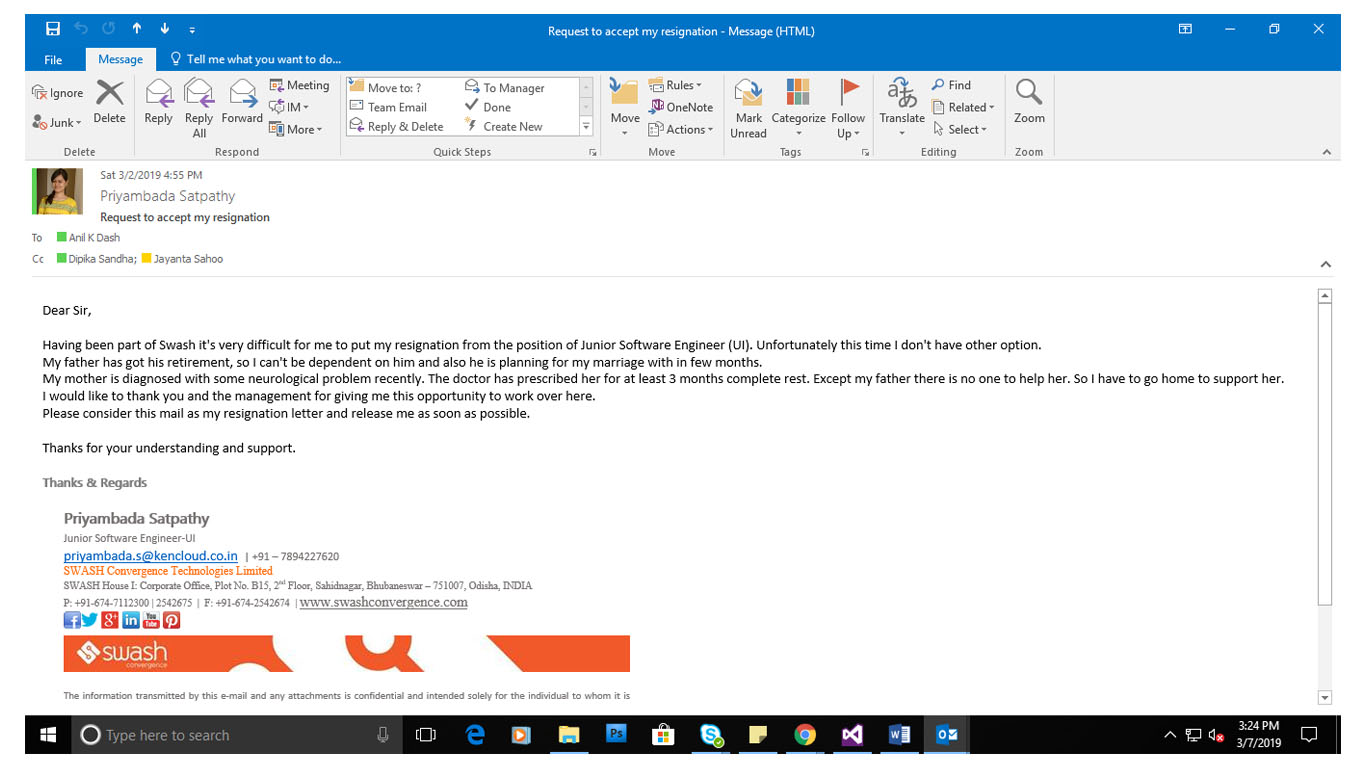 Request to accept my resignation - Message (HTML)
File Message Tell me what you want to do...
Ignore
Junk
Delete
Delete
Reply
Reply All
Forward
Meeting
IM
More
Respond
Move to: ?
Team Email
Reply & Delete
To Manager
Done
Create New
Quick Steps
Move
Rules
OneNote
Actions
Move
Mark Unread
Categorize
Follow Up
Tags
Translate
Find
Related
Select
Editing
Zoom
Zoom
Sat 3/2/2019 4:55 PM
Priyambada Satpathy
Request to accept my resignation
To Anil K Dash
Cc Dipika Sandha; Jayanta Sahoo
Dear Sir,
Having been part of Swash it's very difficult for me to put my resignation from the position of Junior Software Engineer (UI). Unfortunately this time I don't have other option.
My father has got his retirement, so I can't be dependent on him and also he is planning for my marriage with in few months.
My mother is diagnosed with some neurological problem recently. The doctor has prescribed her for at least 3 months complete rest. Except my father there is no one to help her. So I have to go home to support her.
I would like to thank you and the management for giving me this opportunity to work over here.
Please consider this mail as my resignation letter and release me as soon as possible.
Thanks for your understanding and support.
Thanks & Regards
Priyambada Satpathy
Junior Software Engineer-UI
priyambada.s@kencloud.co.in | +91 – 7894227620
SWASH Convergence Technologies Limited
SWASH House I: Corporate Office, Plot No. B15, 2nd Floor, Sahidnagar, Bhubaneswar – 751007, Odisha, INDIA
P: +91-674-7112300 | 2542675 | F: +91-674-2542674 | www.swashconvergence.com
swash
convergence
The information transmitted by this e-mail and any attachments is confidential and intended solely for the individual to whom it is
Type here to search
3:24 PM
3/7/2019